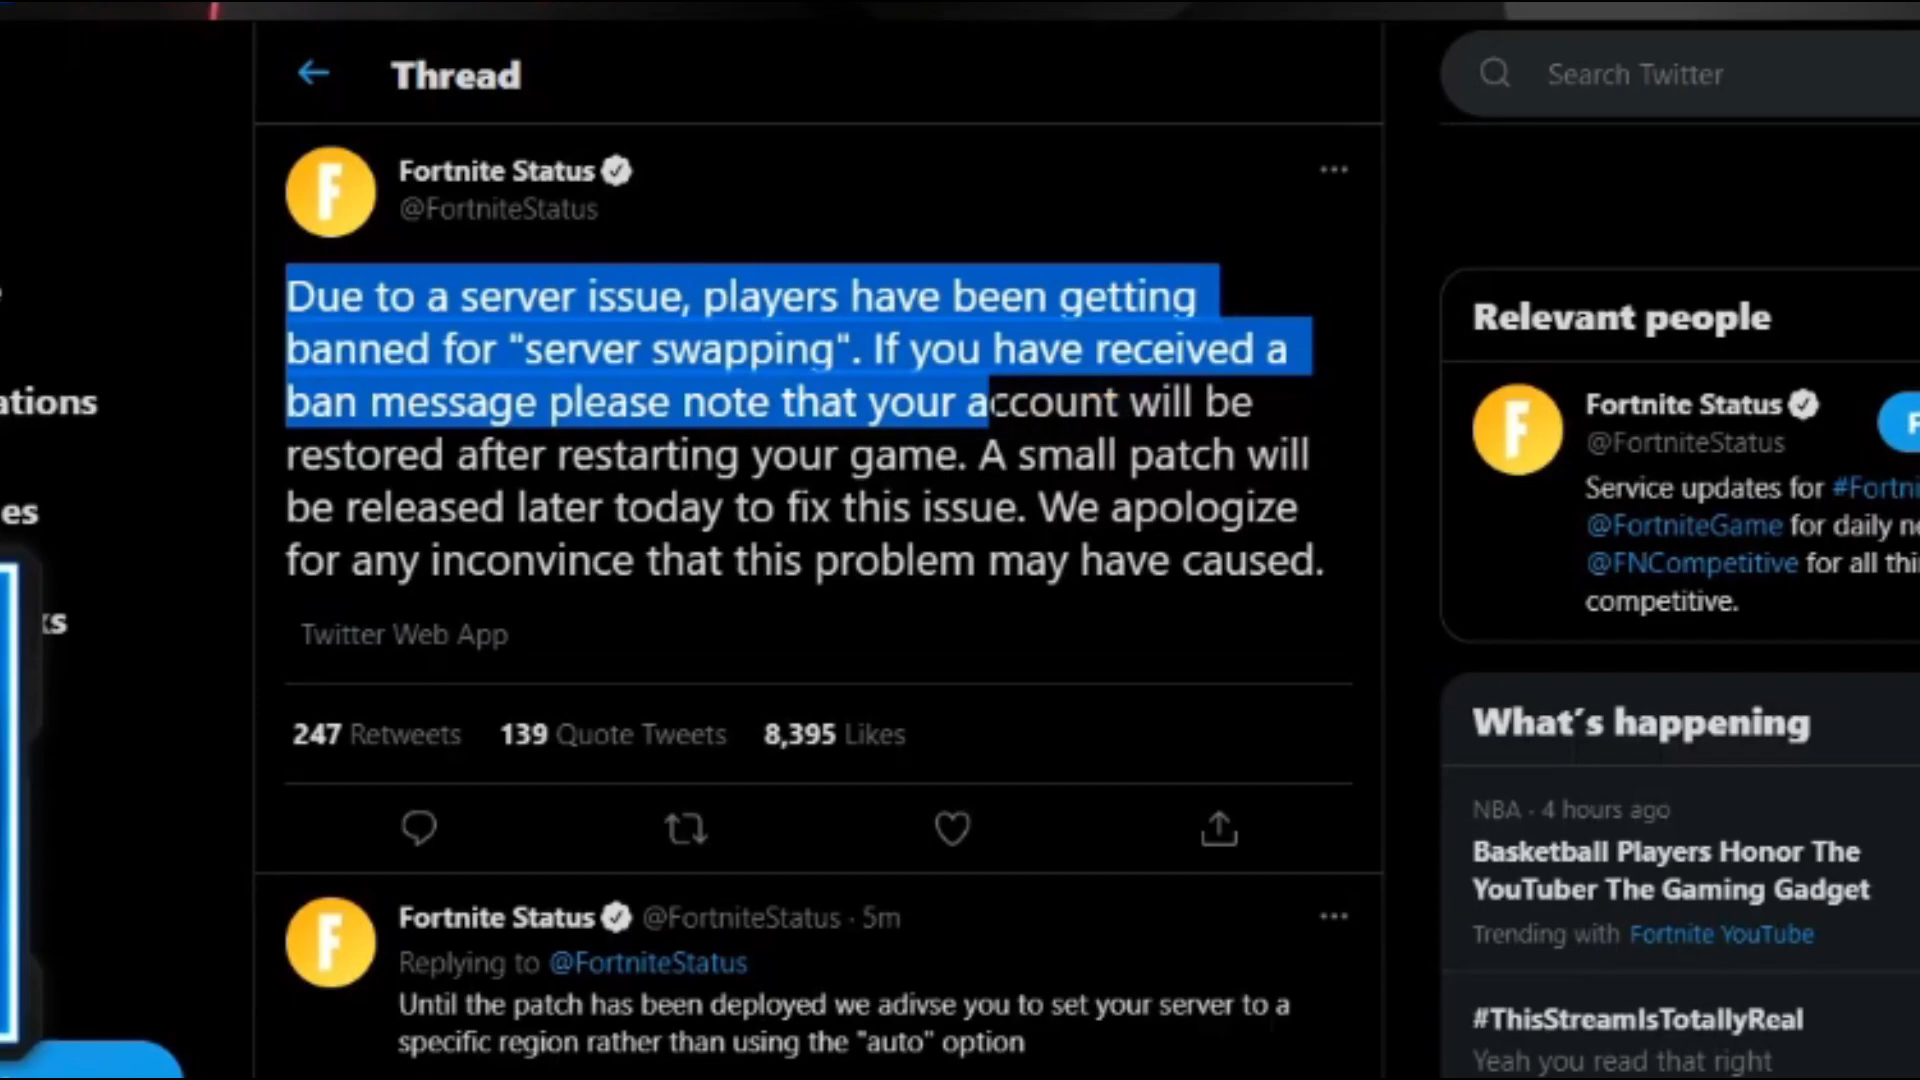 Thread
Search Twitter
Fortnite Status
@FortniteStatus
Due to a server issue, players have been getting
banned for "server swapping". If you have received a
ban message please note that your account will be
restored after restarting your game. A small patch will
be released later today to fix this issue. We apologize
for any inconvince that this problem may have caused.
Twitter Web App
247 Retweets 139 Quote Tweets 8,395 Likes
Fortnite Status @FortniteStatus · 5m
Replying to @FortniteStatus
Until the patch has been deployed we adivse you to set your server to a
specific region rather than using the "auto" option
ations
es
ks
Relevant people
Fortnite Status
@FortniteStatus
Service updates for #Fortni
@FortniteGame for daily ne
@FNCompetitive for all thi
competitive.
What´s happening
NBA · 4 hours ago
Basketball Players Honor The
YouTuber The Gaming Gadget
Trending with Fortnite YouTube
#ThisStreamIsTotallyReal
Yeah you read that right